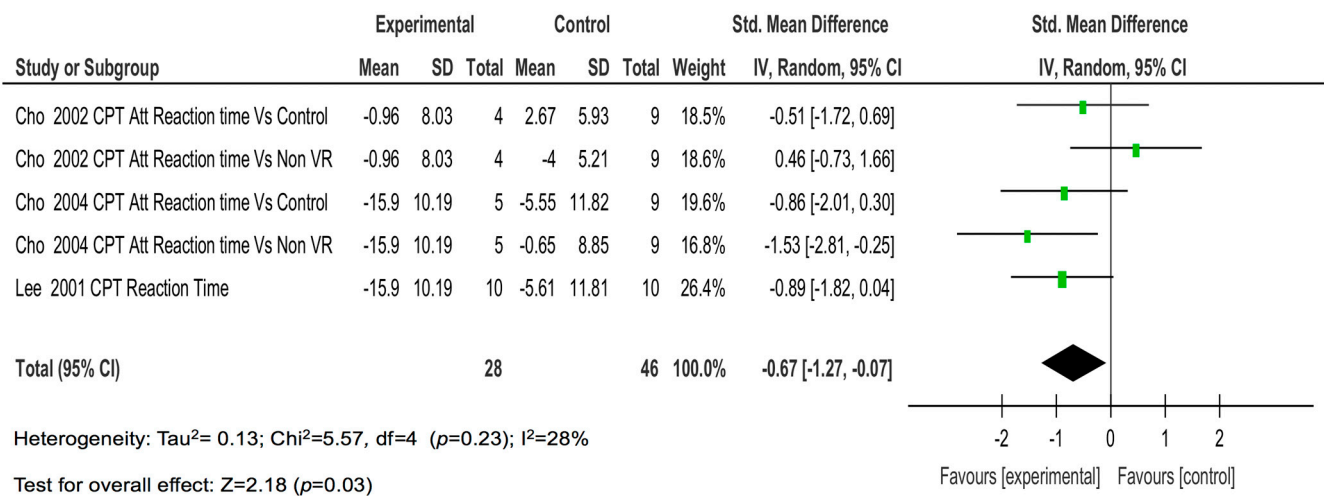 Experimental Control Std. Mean Difference Std. Mean Difference
Study or Subgroup Mean SD Total Mean SD Total Weight IV, Random, 95% CI IV, Random, 95% CI
Cho 2002 CPT Att Reaction time Vs Control -0.96 8.03 4 2.67 5.93 9 18.5% -0.51 [-1.72, 0.69]
Cho 2002 CPT Att Reaction time Vs Non VR -0.96 8.03 4 -4 5.21 9 18.6% 0.46 [-0.73, 1.66]
Cho 2004 CPT Att Reaction time Vs Control -15.9 10.19 5 -5.55 11.82 9 19.6% -0.86 [-2.01, 0.30]
Cho 2004 CPT Att Reaction time Vs Non VR -15.9 10.19 5 -0.65 8.85 9 16.8% -1.53 [-2.81, -0.25]
Lee 2001 CPT Reaction Time -15.9 10.19 10 -5.61 11.81 10 26.4% -0.89 [-1.82, 0.04]
Total (95% CI) 28 46 100.0% -0.67 [-1.27, -0.07]
Heterogeneity: Tau²= 0.13; Chi²=5.57, df=4 (p=0.23); I²=28%
-2 -1 0 1 2
Test for overall effect: Z=2.18 (p=0.03)
Favours [experimental] Favours [control]